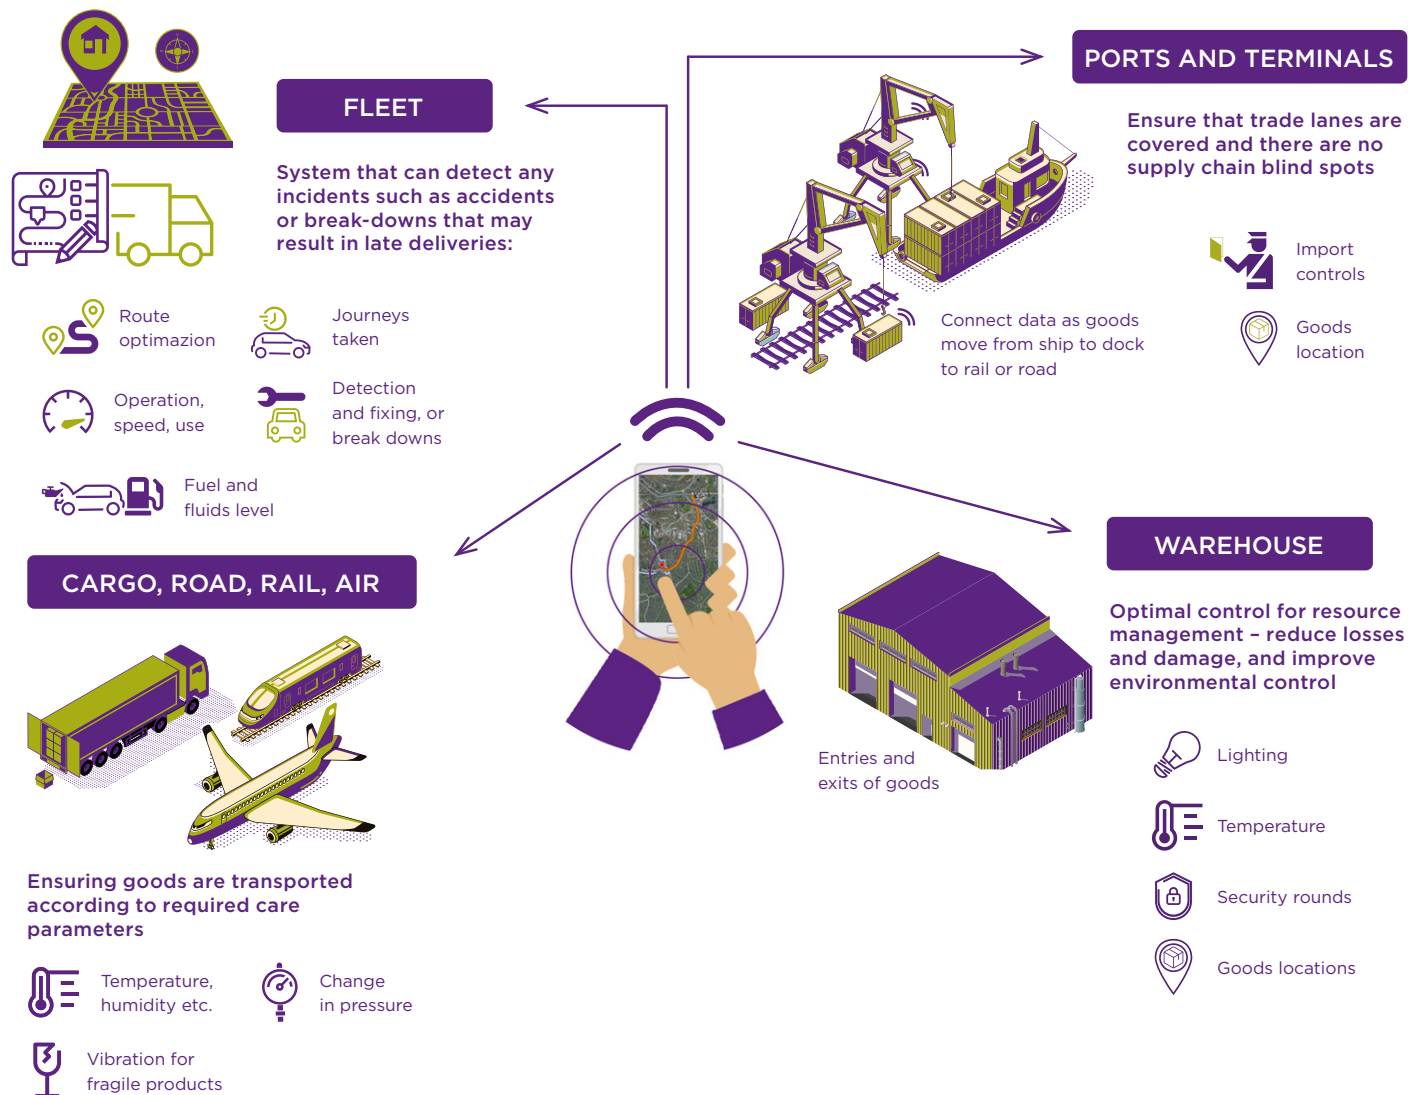 FLEET
System that can detect any
incidents such as accidents
or break-downs that may
result in late deliveries:
Route
optimazion
Journeys
taken
Operation,
speed, use
Detection
and fixing, or
break downs
Fuel and
fluids level
PORTS AND TERMINALS
Ensure that trade lanes are
covered and there are no
supply chain blind spots
Import
controls
Goods
location
Connect data as goods
move from ship to dock
to rail or road
CARGO, ROAD, RAIL, AIR
Ensuring goods are transported
according to required care
parameters
Temperature,
humidity etc.
Change
in pressure
Vibration for
fragile products
WAREHOUSE
Optimal control for resource
management – reduce losses
and damage, and improve
environmental control
Entries and
exits of goods
Lighting
Temperature
Security rounds
Goods locations